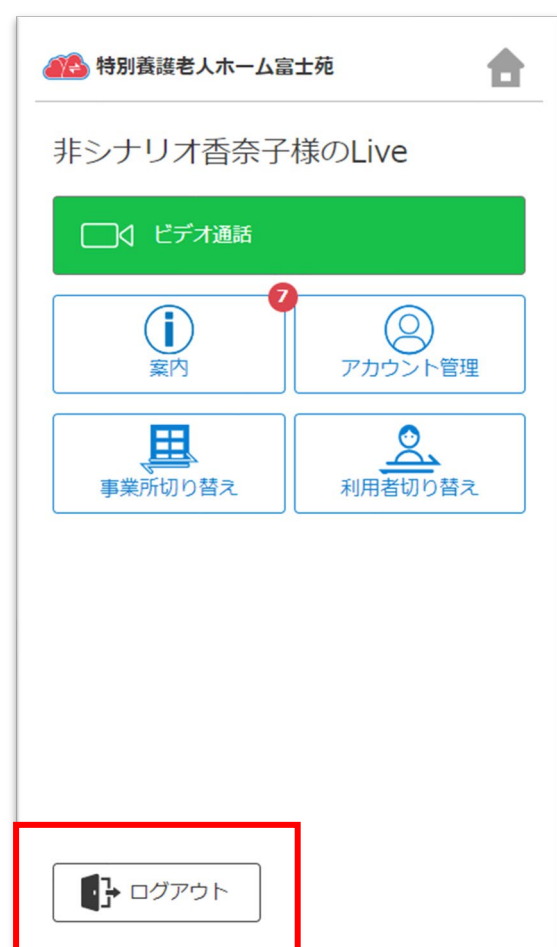 特別養護老人ホーム富士苑
非シナリオ香奈子様のLive
ビデオ通話
7
案内
アカウント管理
事業所切り替え
利用者切り替え
ログアウト